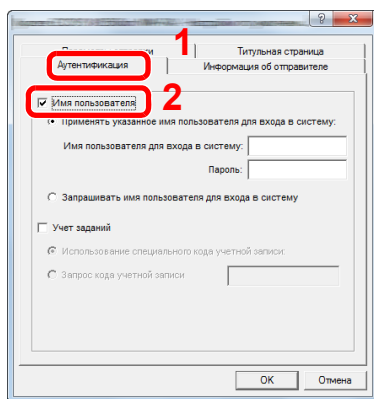 ?
X
1
Титульная страница
Аутентификация
Информация об отправителе
2
Имя пользователя
Применять указанное имя пользователя для входа в систему:
Имя пользователя для входа в систему:
Пароль:
Запрашивать имя пользователя для входа в систему
Учет заданий
Использование специального кода учетной записи:
Запрос кода учетной записи
OK
Отмена